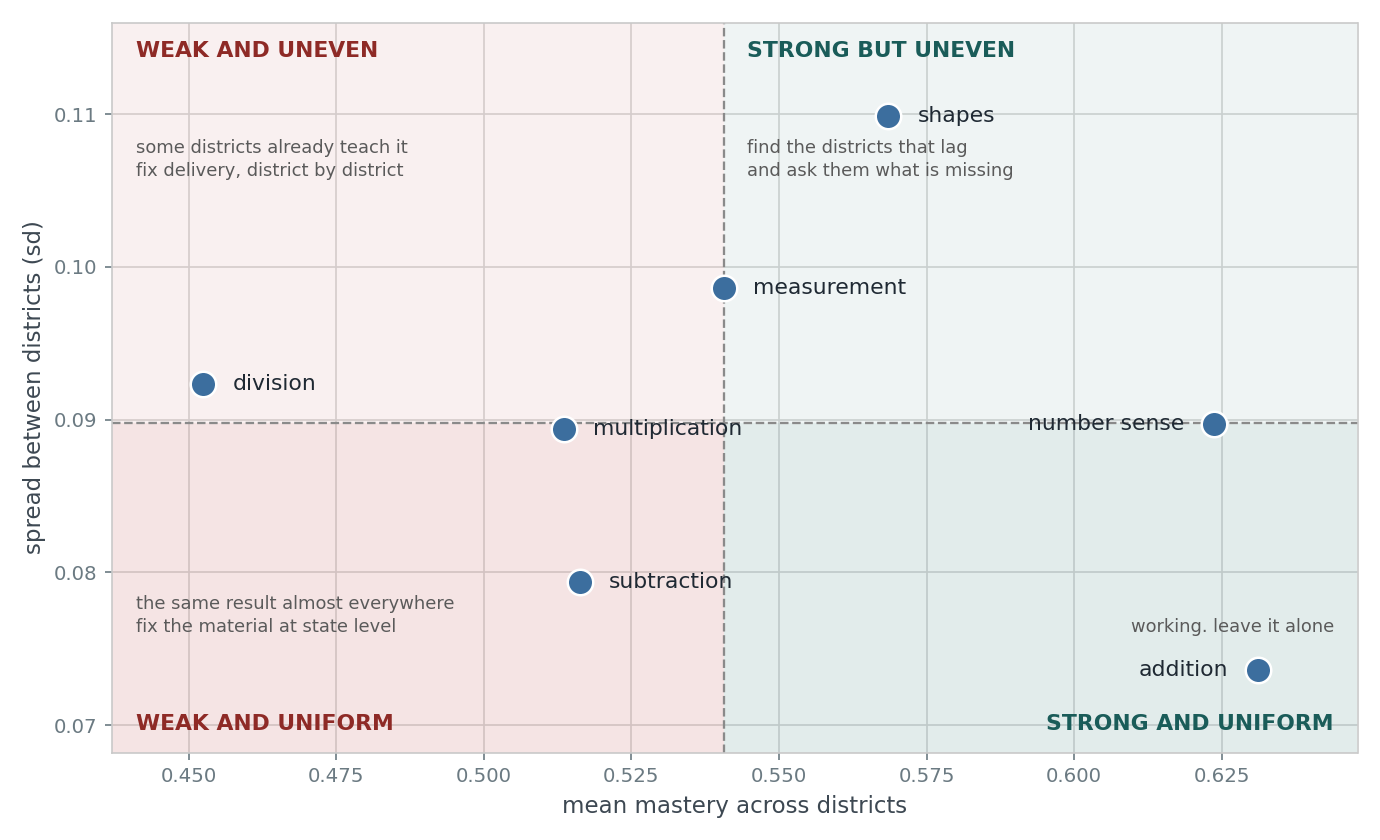 WEAK AND UNEVEN
STRONG BUT UNEVEN
0.11
shapes
some districts already teach it
fix delivery, district by district
find the districts that lag
and ask them what is missing
0.10
measurement
division
0.09
multiplication
number sense
spread between districts (sd)
0.08
subtraction
the same result almost everywhere
fix the material at state level
working. leave it alone
addition
0.07
WEAK AND UNIFORM
STRONG AND UNIFORM
0.450
0.475
0.500
0.525
0.550
0.575
0.600
0.625
mean mastery across districts